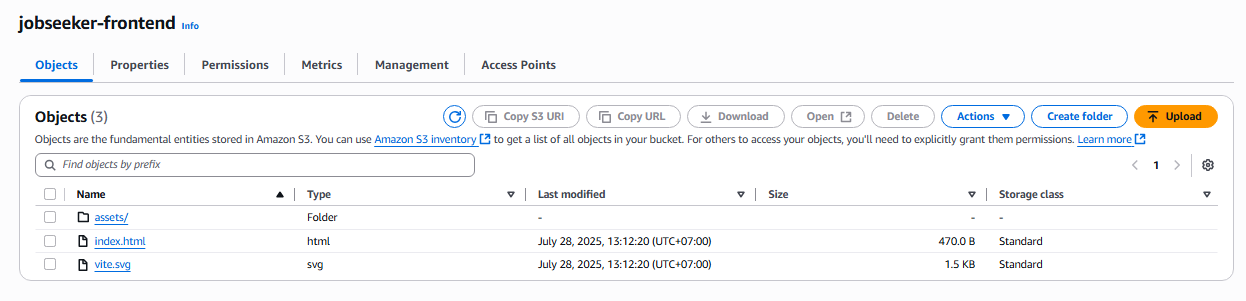 jobseeker-frontend Info
Objects Properties Permissions Metrics Management Access Points
Objects (3) Copy S3 URI Copy URL Download Open Delete Actions Create folder Upload
Objects are the fundamental entities stored in Amazon S3. You can use Amazon S3 inventory to get a list of all objects in your bucket. For others to access your objects, you'll need to explicitly grant them permissions. Learn more
Find objects by prefix 1
Name Type Last modified Size Storage class
assets/ Folder - - -
index.html html July 28, 2025, 13:12:20 (UTC+07:00) 470.0 B Standard
vite.svg svg July 28, 2025, 13:12:20 (UTC+07:00) 1.5 KB Standard